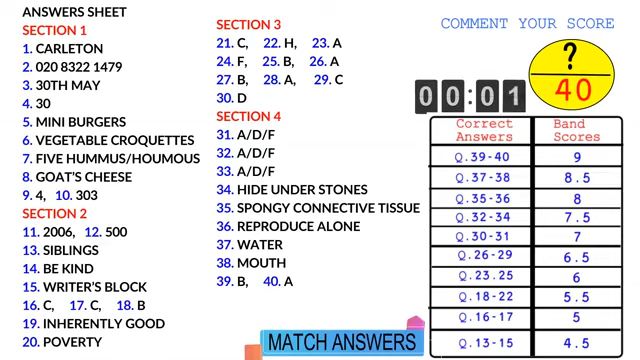 ANSWERS SHEET
SECTION 1
1. CARLETON
2. 020 8322 1479
3. 30TH MAY
4. 30
5. MINI BURGERS
6. VEGETABLE CROQUETTES
7. FIVE HUMMUS/HOUMOUS
8. GOAT'S CHEESE
9. 4, 10. 303
SECTION 2
11. 2006, 12. 500
13. SIBLINGS
14. BE KIND
15. WRITER'S BLOCK
16. C, 17. C, 18. B
19. INHERENTLY GOOD
20. POVERTY
SECTION 3
21. C, 22. H, 23. A
24. F, 25. B, 26. A
27. B, 28. A, 29. C
30. D
SECTION 4
31. A/D/F
32. A/D/F
33. A/D/F
34. HIDE UNDER STONES
35. SPONGY CONNECTIVE TISSUE
36. REPRODUCE ALONE
37. WATER
38. MOUTH
39. B, 40. A
MATCH ANSWERS
COMMENT YOUR SCORE
?
40
00:01
Correct Answers Band Scores
Q.39-40 9
Q.37-38 8.5
Q.35-36 8
Q.32-34 7.5
Q.30-31 7
Q.26-29 6.5
Q.23.25 6
Q.18-22 5.5
Q.16-17 5
Q.13-15 4.5